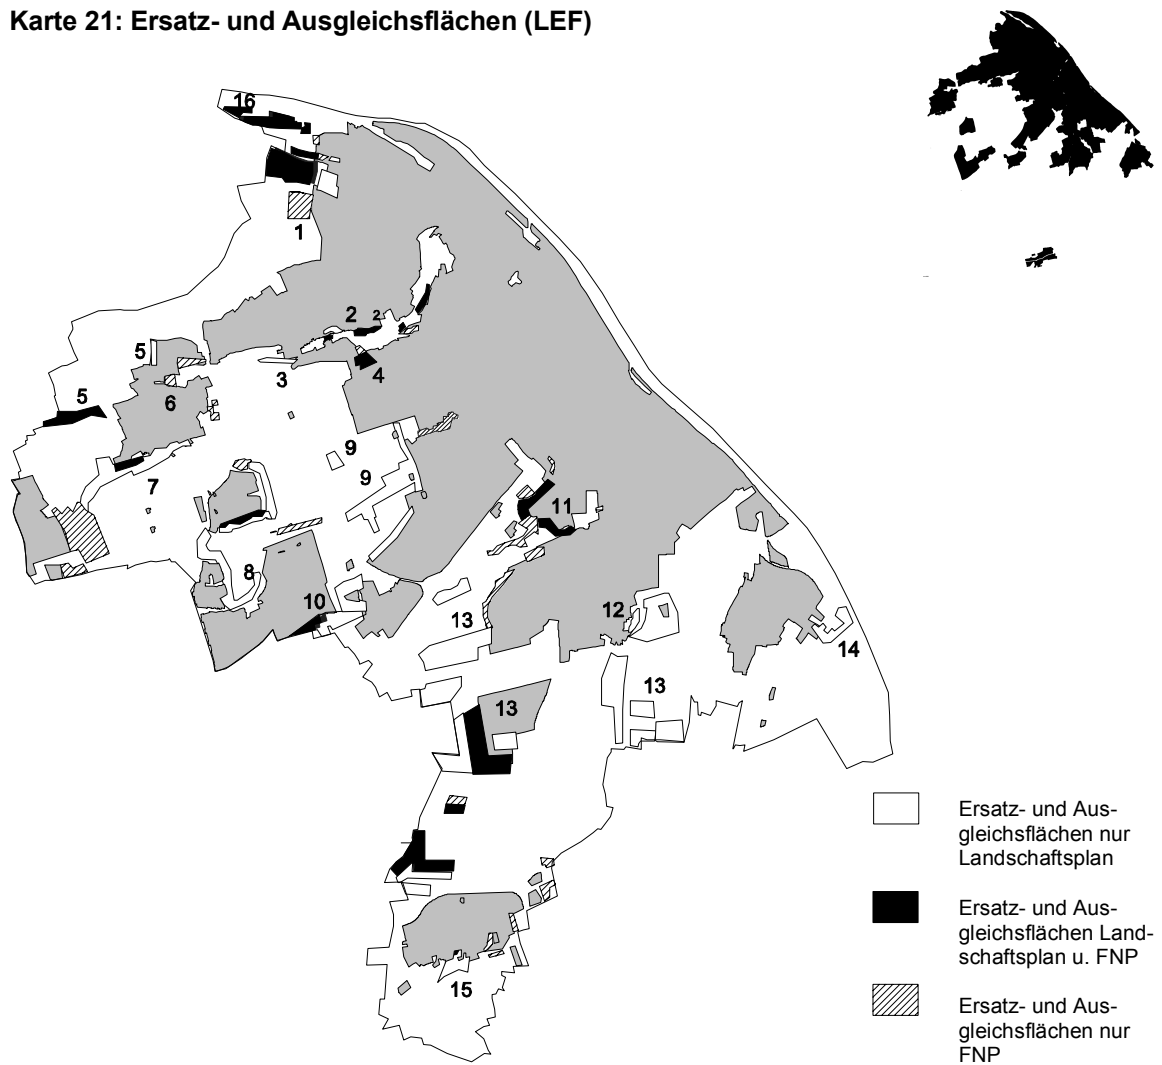 Karte 21: Ersatz- und Ausgleichsflächen (LEF)
16
1
2
2
5
3
4
5
6
9
9
7
11
8
10
13
12
14
13
13
15
Ersatz- und Aus-
gleichsflächen nur
Landschaftsplan
Ersatz- und Aus-
gleichsflächen Land-
schaftsplan u. FNP
Ersatz- und Aus-
gleichsflächen nur
FNP